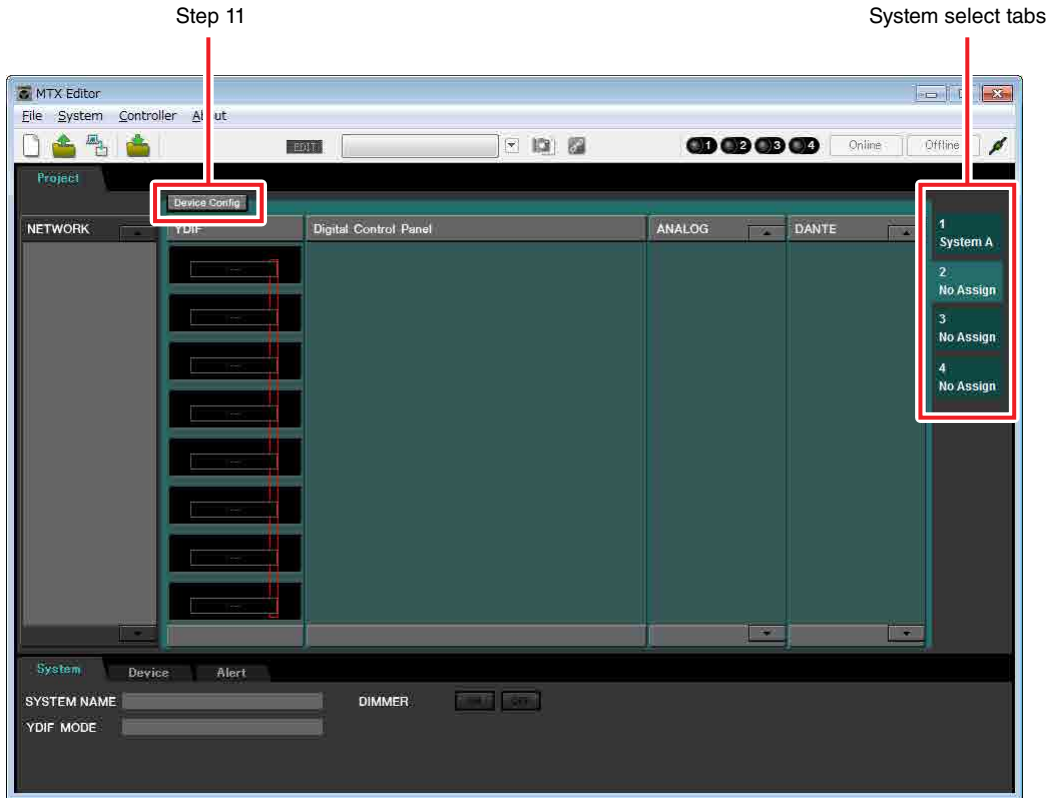 Step 11
System select tabs
MTX Editor
File System Controller About
EDIT
1 2 3 4 Online Offline
Project
Device Config
NETWORK YDIF Digital Control Panel ANALOG DANTE
1
System A
2
No Assign
3
No Assign
4
No Assign
System Device Alert
SYSTEM NAME DIMMER ON OFF
YDIF MODE